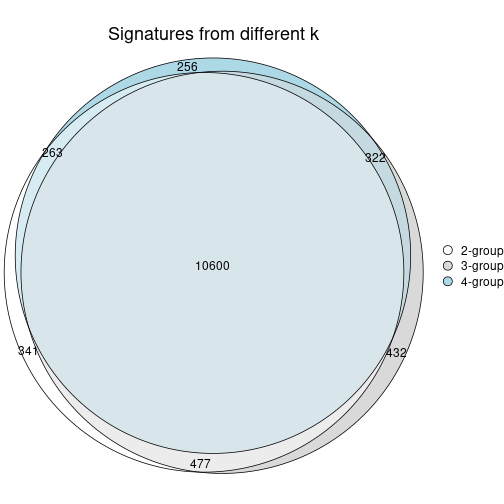 Signatures from different k
256
263
322
10600
341
432
477
2-group
3-group
4-group